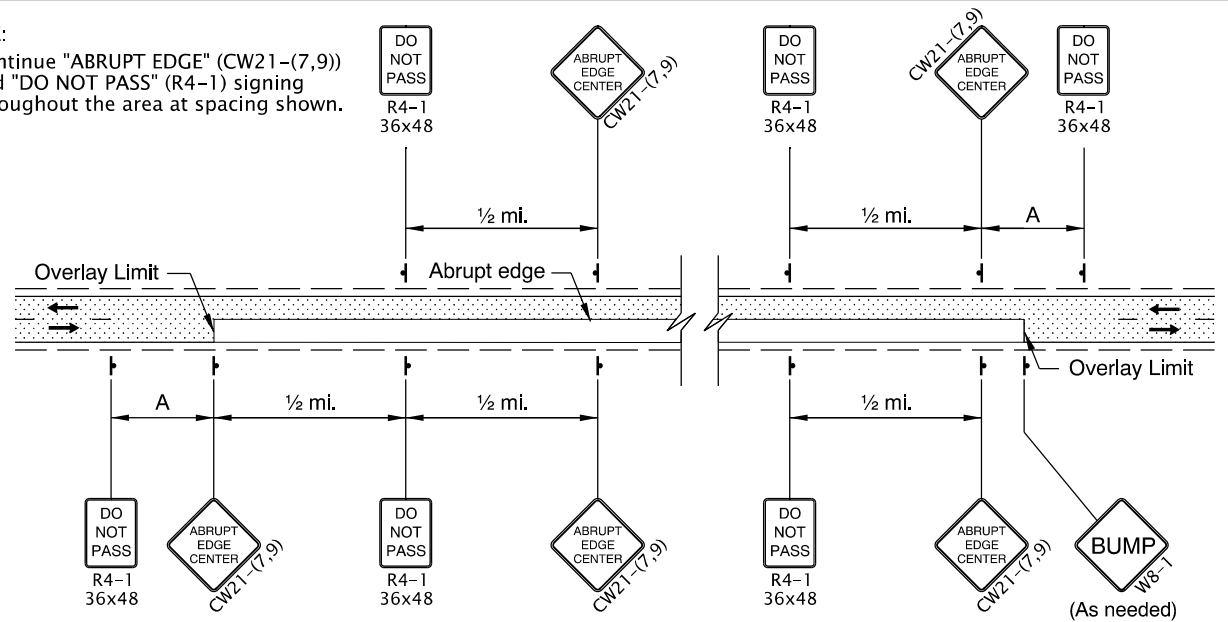 :
ntinue "ABRUPT EDGE" (CW21-(7,9))
"DO NOT PASS" (R4-1) signing
oughout the area at spacing shown.
DO
NOT
PASS
R4-1
36x48
ABRUPT
EDGE
CENTER
CW21-(7,9)
DO
NOT
PASS
R4-1
36x48
ABRUPT
EDGE
CENTER
CW21-(7,9)
DO
NOT
PASS
R4-1
36x48
½ mi.
½ mi.
A
Overlay Limit
Abrupt edge
Overlay Limit
A
½ mi.
½ mi.
½ mi.
DO
NOT
PASS
R4-1
36x48
ABRUPT
EDGE
CENTER
CW21-(7,9)
DO
NOT
PASS
R4-1
36x48
ABRUPT
EDGE
CENTER
CW21-(7,9)
DO
NOT
PASS
R4-1
36x48
ABRUPT
EDGE
CENTER
CW21-(7,9)
BUMP
W8-1
(As needed)